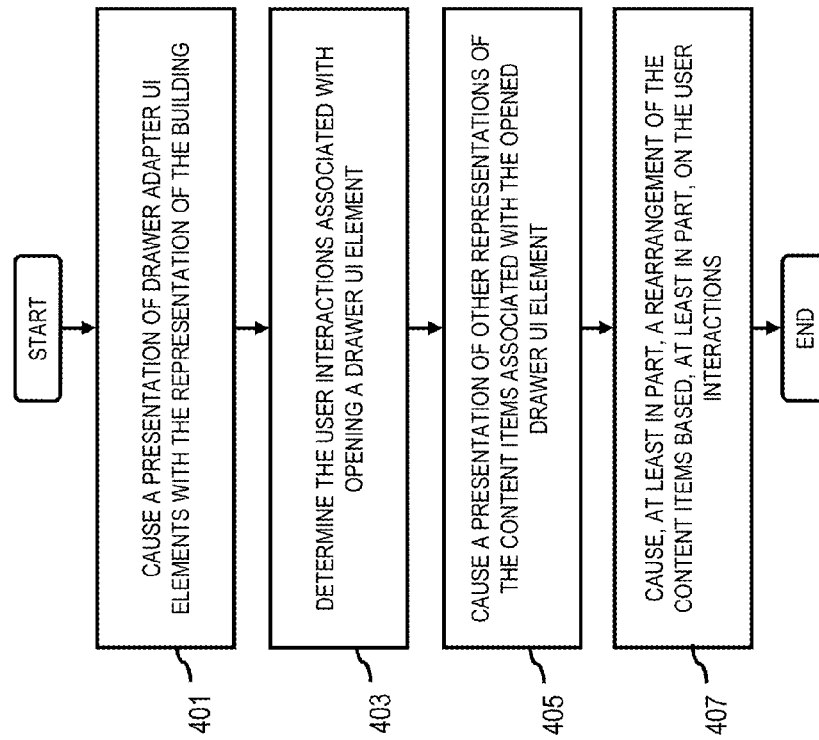 START
CAUSE A PRESENTATION OF DRAWER ADAPTER UI
ELEMENTS WITH THE REPRESENTATION OF THE BUILDING
401
DETERMINE THE USER INTERACTIONS ASSOCIATED WITH
OPENING A DRAWER UI ELEMENT
403
CAUSE A PRESENTATION OF OTHER REPRESENTATIONS OF
THE CONTENT ITEMS ASSOCIATED WITH THE OPENED
DRAWER UI ELEMENT
405
CAUSE, AT LEAST IN PART, A REARRANGEMENT OF THE
CONTENT ITEMS BASED, AT LEAST IN PART, ON THE USER
INTERACTIONS
407
END